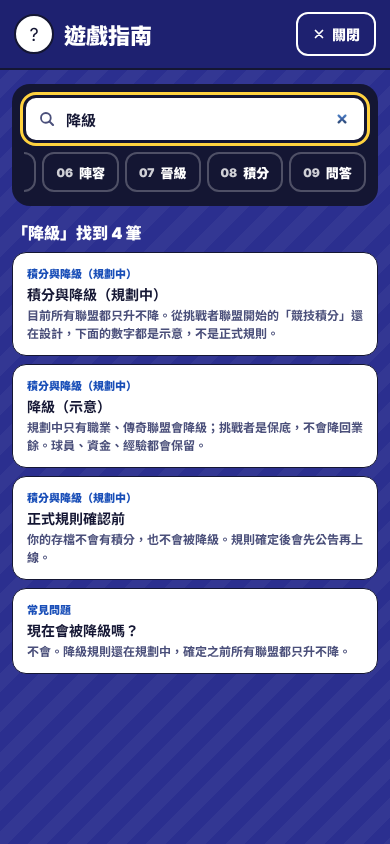 ? 遊戲指南 × 關閉
降級 ×
06 陣容 07 晉級 08 積分 09 問答
「降級」找到 4 筆
積分與降級（規劃中）
積分與降級（規劃中）
目前所有聯盟都只升不降。從挑戰者聯盟開始的「競技積分」還
在設計，下面的數字都是示意，不是正式規則。
積分與降級（規劃中）
降級（示意）
規劃中只有職業、傳奇聯盟會降級；挑戰者是保底，不會降回業
餘。球員、資金、經驗都會保留。
積分與降級（規劃中）
正式規則確認前
你的存檔不會有積分，也不會被降級。規則確定後會先公告再上
線。
常見問題
現在會被降級嗎？
不會。降級規則還在規劃中，確定之前所有聯盟都只升不降。